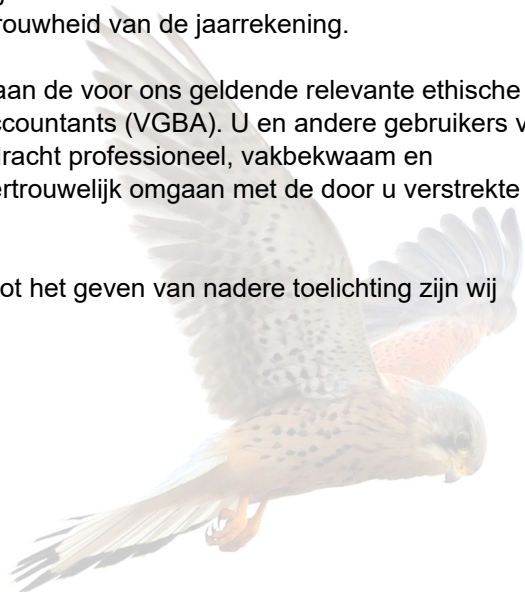 rouwheid van de jaarrekening.
aan de voor ons geldende relevante ethische
ccountants (VGBA). U en andere gebruikers v
dracht professioneel, vakbekwaam en
ertrouwelijk omgaan met de door u verstrekte
ot het geven van nadere toelichting zijn wij